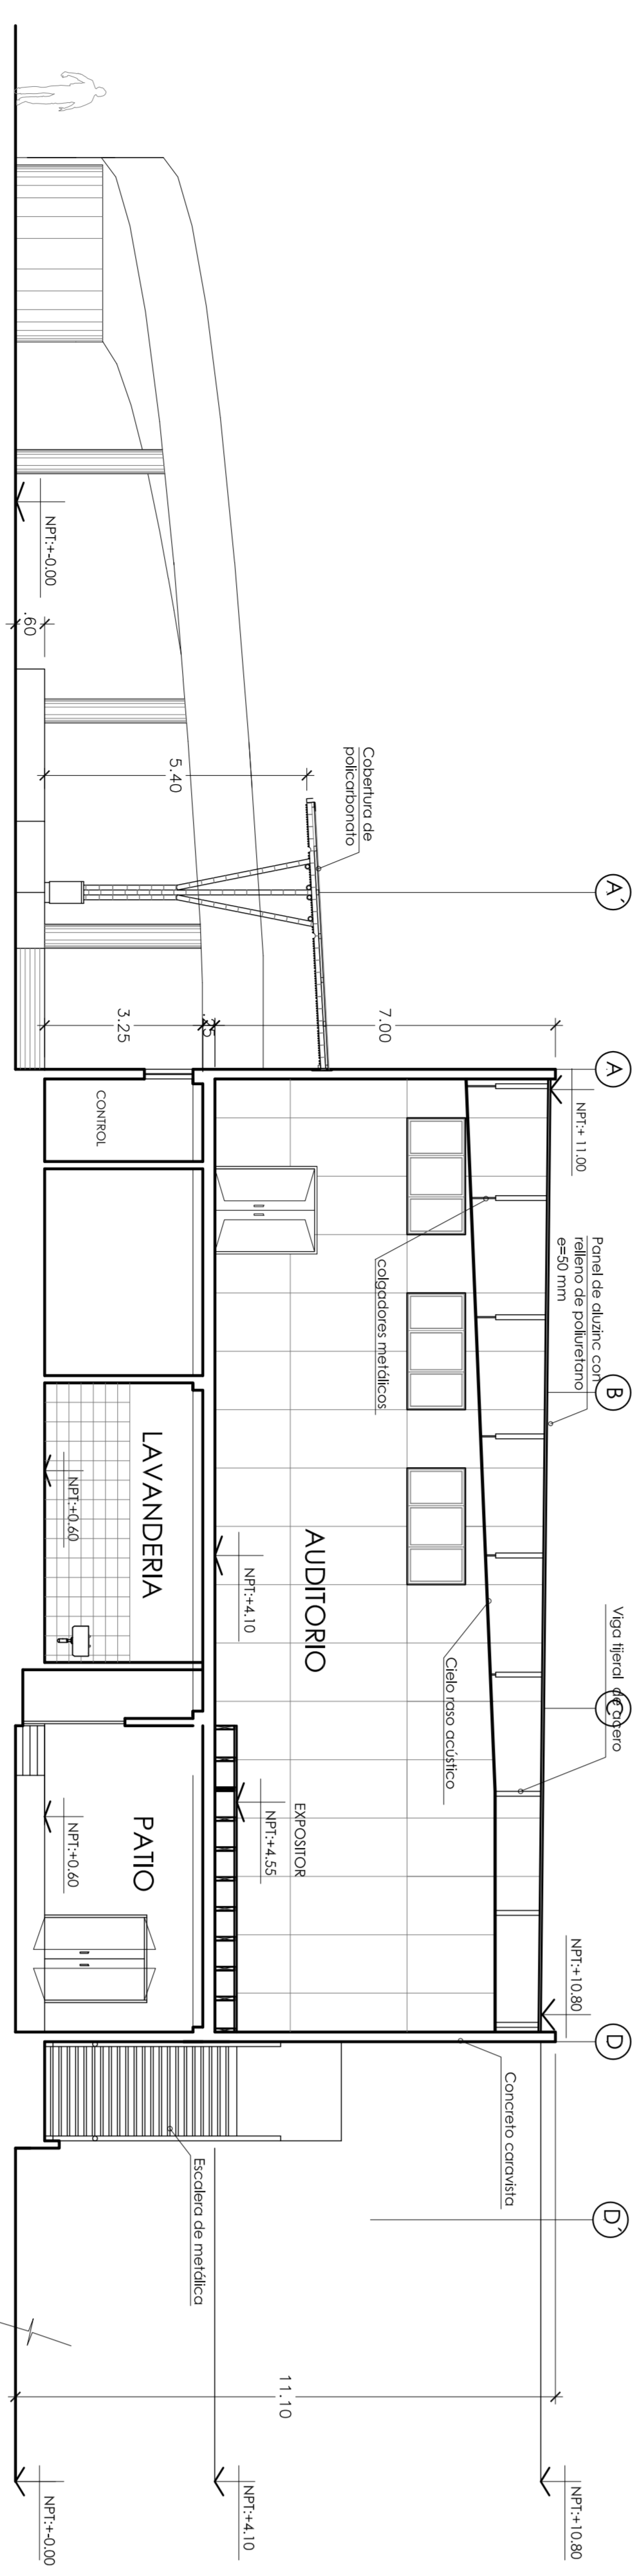 A´
A
B
C
D
D´
NPT:+ 11.00
Panel de aluzinc con
relleno de poliuretano
e=50 mm
Viga tijeral de acero
NPT:+10.80
Cobertura de
policarbonato
7.00
colgadores metálicos
Cielo raso acústico
Concreto caravista
AUDITORIO
EXPOSITOR
NPT:+4.10
NPT:+4.55
5.40
3.25
.45
CONTROL
LAVANDERIA
NPT:+0.60
PATIO
NPT:+0.60
Escalera de metálica
NPT:+-0.00
.60
11.10
NPT:+10.80
NPT:+4.10
NPT:+-0.00